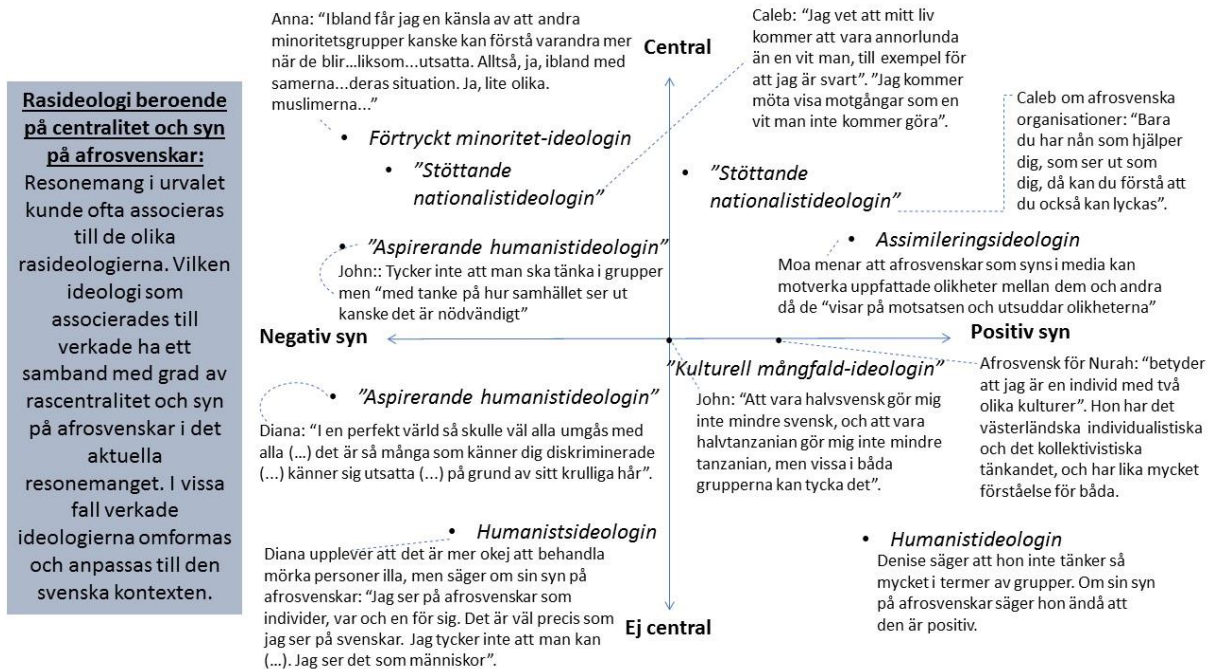 Rasideologi beroende
på centralitet och syn
på afrosvenskar:
Resonemang i urvalet
kunde ofta associeras
till de olika
rasideologierna. Vilken
ideologi som
associerades till
verkade ha ett
samband med grad av
rascentralitet och syn
på afrosvenskar i det
aktuella
resonemanget. I vissa
fall verkade
ideologierna omformas
och anpassas till den
svenska kontexten.
Anna: “Ibland får jag en känsla av att andra
minoritetsgrupper kanske kan förstå varandra mer
när de blir…liksom…utsatta. Alltså, ja, ibland med
samerna...deras situation. Ja, lite olika.
muslimerna...”
Central
Caleb: “Jag vet att mitt liv
kommer att vara annorlunda
än en vit man, till exempel för
att jag är svart”. ”Jag kommer
möta visa motgångar som en
vit man inte kommer göra”.
Caleb om afrosvenska
organisationer: “Bara
du har nån som hjälper
dig, som ser ut som
dig, då kan du förstå att
du också kan lyckas”.
• Förtryckt minoritet-ideologin
• ”Stöttande
nationalistideologin”
• ”Stöttande
nationalistideologin”
• ”Aspirerande humanistideologin”
John:: Tycker inte att man ska tänka i grupper
men “med tanke på hur samhället ser ut
kanske det är nödvändigt”
• Assimileringsideologin
Moa menar att afrosvenskar som syns i media kan
motverka uppfattade olikheter mellan dem och andra
då de “visar på motsatsen och utsuddar olikheterna”
Negativ syn
Positiv syn
”Kulturell mångfald-ideologin”
John: “Att vara halvsvensk gör mig
inte mindre svensk, och att vara
halvtanzanian gör mig inte mindre
tanzanian, men vissa i båda
grupperna kan tycka det”.
Afrosvensk för Nurah: “betyder
att jag är en individ med två
olika kulturer”. Hon har det
västerländska individualistiska
och det kollektivistiska
tänkandet, och har lika mycket
förståelse för båda.
• ”Aspirerande humanistideologin”
Diana: “I en perfekt värld så skulle väl alla umgås med
alla (…) det är så många som känner dig diskriminerade
(…) känner sig utsatta (…) på grund av sitt krulliga hår”.
• Humanistsideologin
Diana upplever att det är mer okej att behandla
mörka personer illa, men säger om sin syn på
afrosvenskar: “Jag ser på afrosvenskar som
individer, var och en för sig. Det är väl precis som
jag ser på svenskar. Jag tycker inte att man kan
(…). Jag ser det som människor”.
Ej central
• Humanistideologin
Denise säger att hon inte tänker så
mycket i termer av grupper. Om sin syn
på afrosvenskar säger hon ändå att
den är positiv.